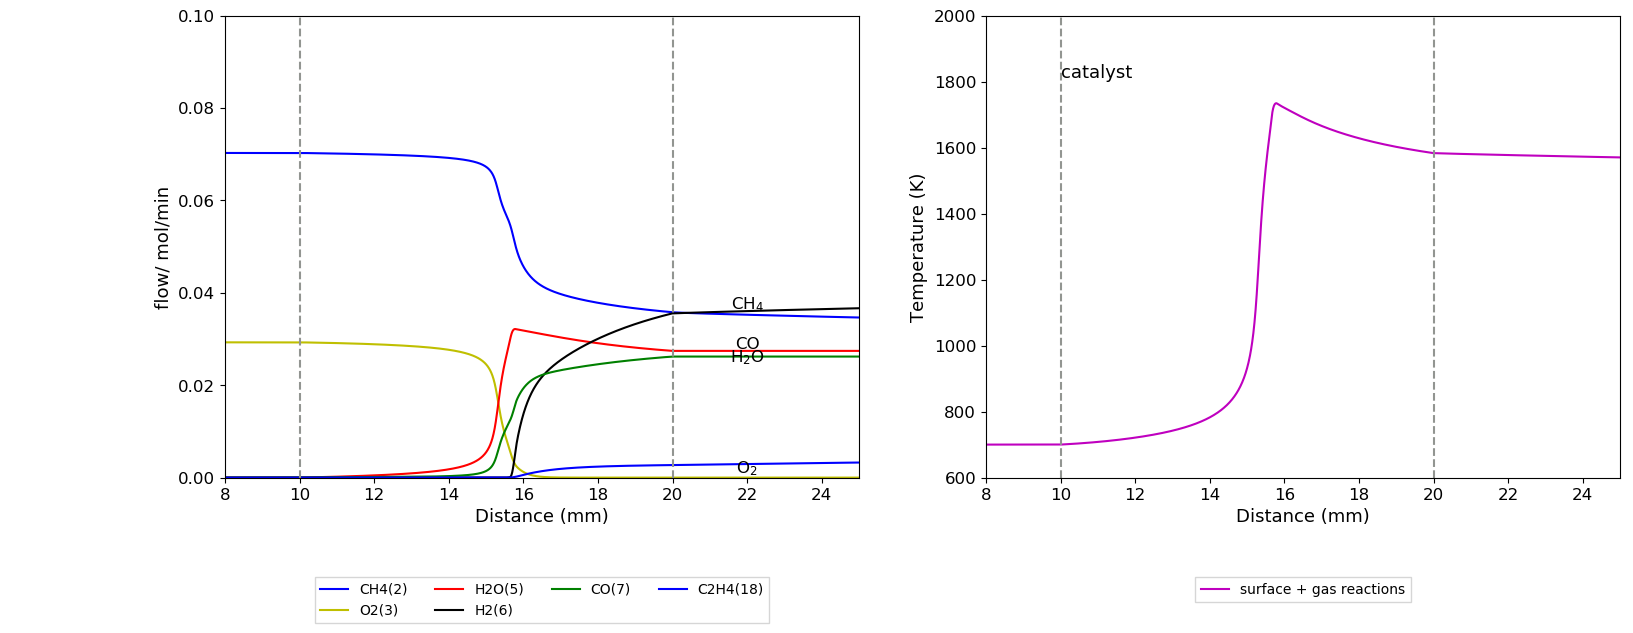 0.10
0.08
0.06
0.04
0.02
0.00
flow/ mol/min
CH4
CO
H2O
O2
8 10 12 14 16 18 20 22 24
Distance (mm)
CH4(2) H2O(5) CO(7) C2H4(18)
O2(3) H2(6)
2000
1800
1600
1400
1200
1000
800
600
Temperature (K)
catalyst
8 10 12 14 16 18 20 22 24
Distance (mm)
surface + gas reactions